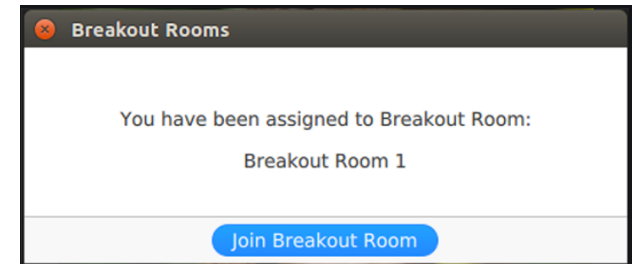 Breakout Rooms
You have been assigned to Breakout Room:
Breakout Room 1
Join Breakout Room